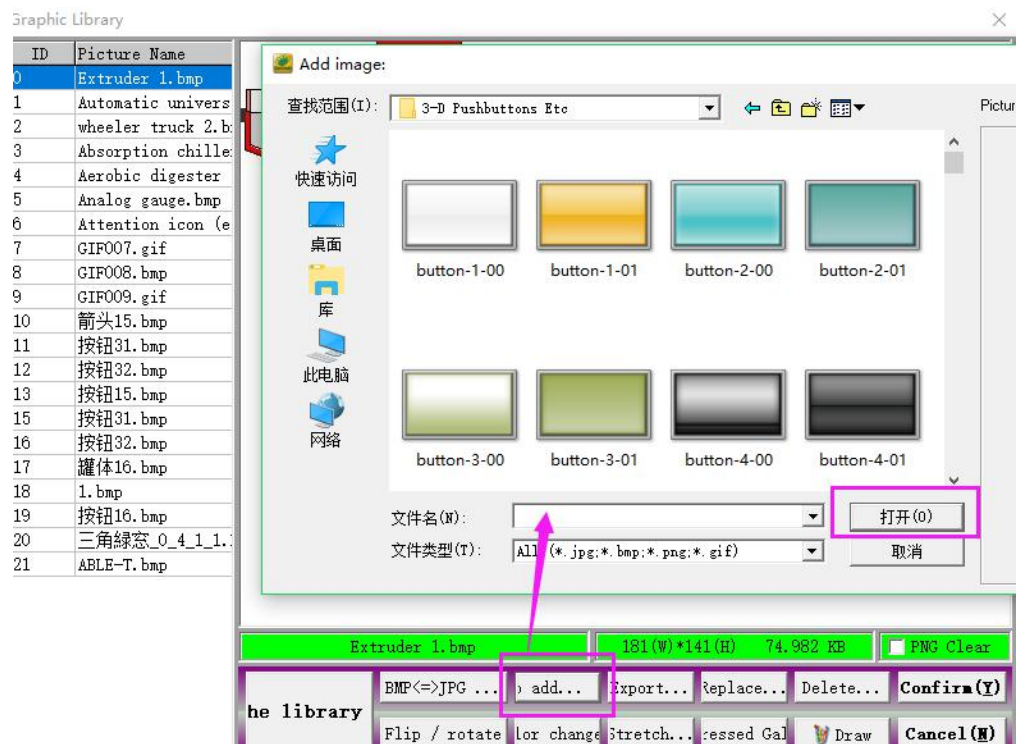 Graphic Library
ID Picture Name
0 Extruder 1.bmp
1 Automatic univers
2 wheeler truck 2.b
3 Absorption chille
4 Aerobic digester
5 Analog gauge.bmp
6 Attention icon (e
7 GIF007.gif
8 GIF008.bmp
9 GIF009.gif
10 箭头15.bmp
11 按钮31.bmp
12 按钮32.bmp
13 按钮15.bmp
15 按钮31.bmp
16 按钮32.bmp
17 罐体16.bmp
18 1.bmp
19 按钮16.bmp
20 三角緑窓_0_4_1_1.
21 ABLE-T.bmp
Add image:
查找范围(I): 3-D Pushbuttons Etc
Pictur
快速访问
桌面
库
此电脑
网络
button-1-00 button-1-01 button-2-00 button-2-01
button-3-00 button-3-01 button-4-00 button-4-01
文件名(N): 打开(O)
文件类型(T): All (*.jpg;*.bmp;*.png;*.gif) 取消
Extruder 1.bmp 181(W)*141(H) 74.982 KB PNG Clear
he library
BMP<=>JPG ... add... Export... Replace... Delete... Confirm(Y)
Flip / rotate lor change Stretch... ressed Gal Draw Cancel(N)